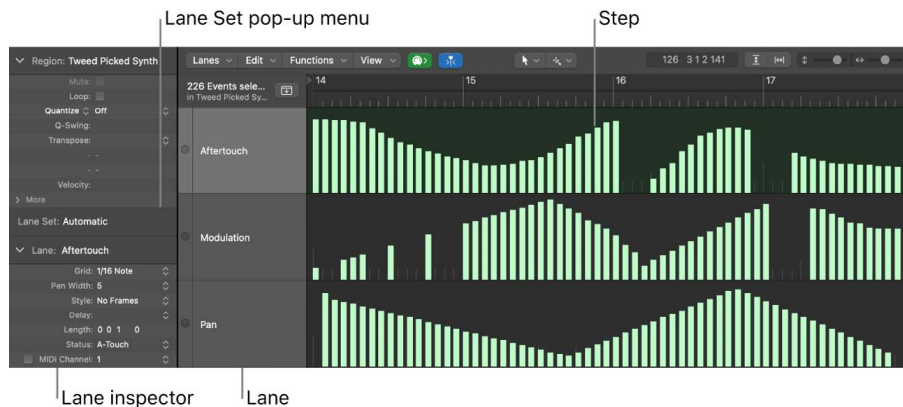 Lane Set pop-up menu
Step
Region: Tweed Picked Synth
Lanes Edit Functions View
126 3 1 2 141
Mute:
Loop:
Quantize Off
Q-Swing:
Transpose:
- -
- -
Velocity:
More
226 Events sele...
in Tweed Picked Sy...
14 15 16 17
Aftertouch
Lane Set: Automatic
Modulation
Lane: Aftertouch
Grid: 1/16 Note
Pen Width: 5
Style: No Frames
Delay:
Length: 0 0 1 0
Status: A-Touch
MIDI Channel: 1
Pan
Lane inspector
Lane